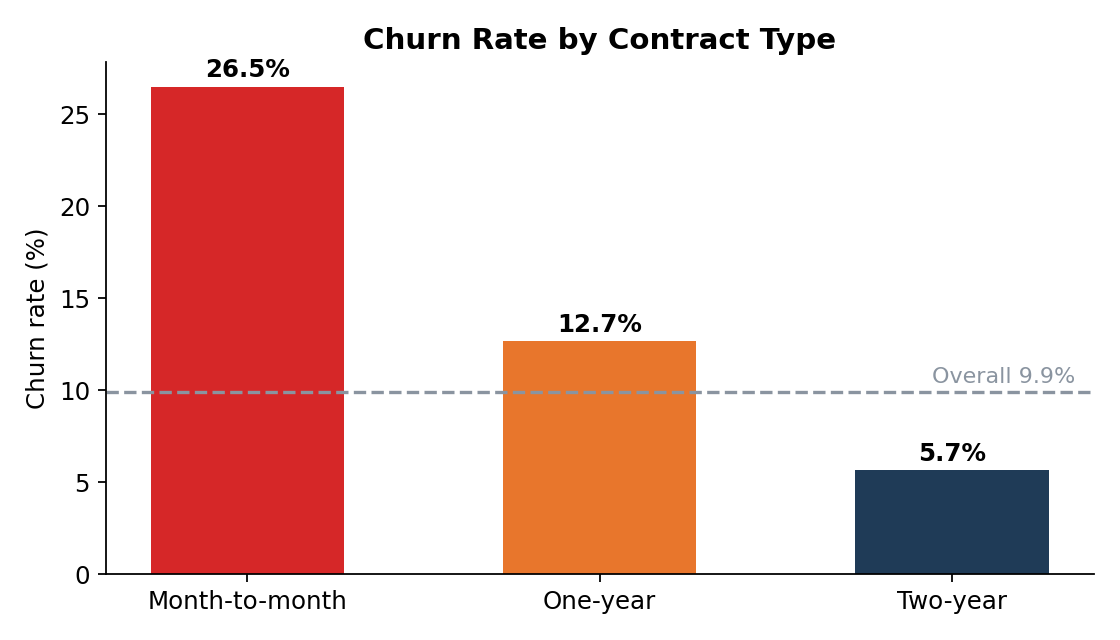 Churn Rate by Contract Type
Churn rate (%)
25
20
15
10
5
0
26.5%
12.7%
5.7%
Overall 9.9%
Month-to-month
One-year
Two-year